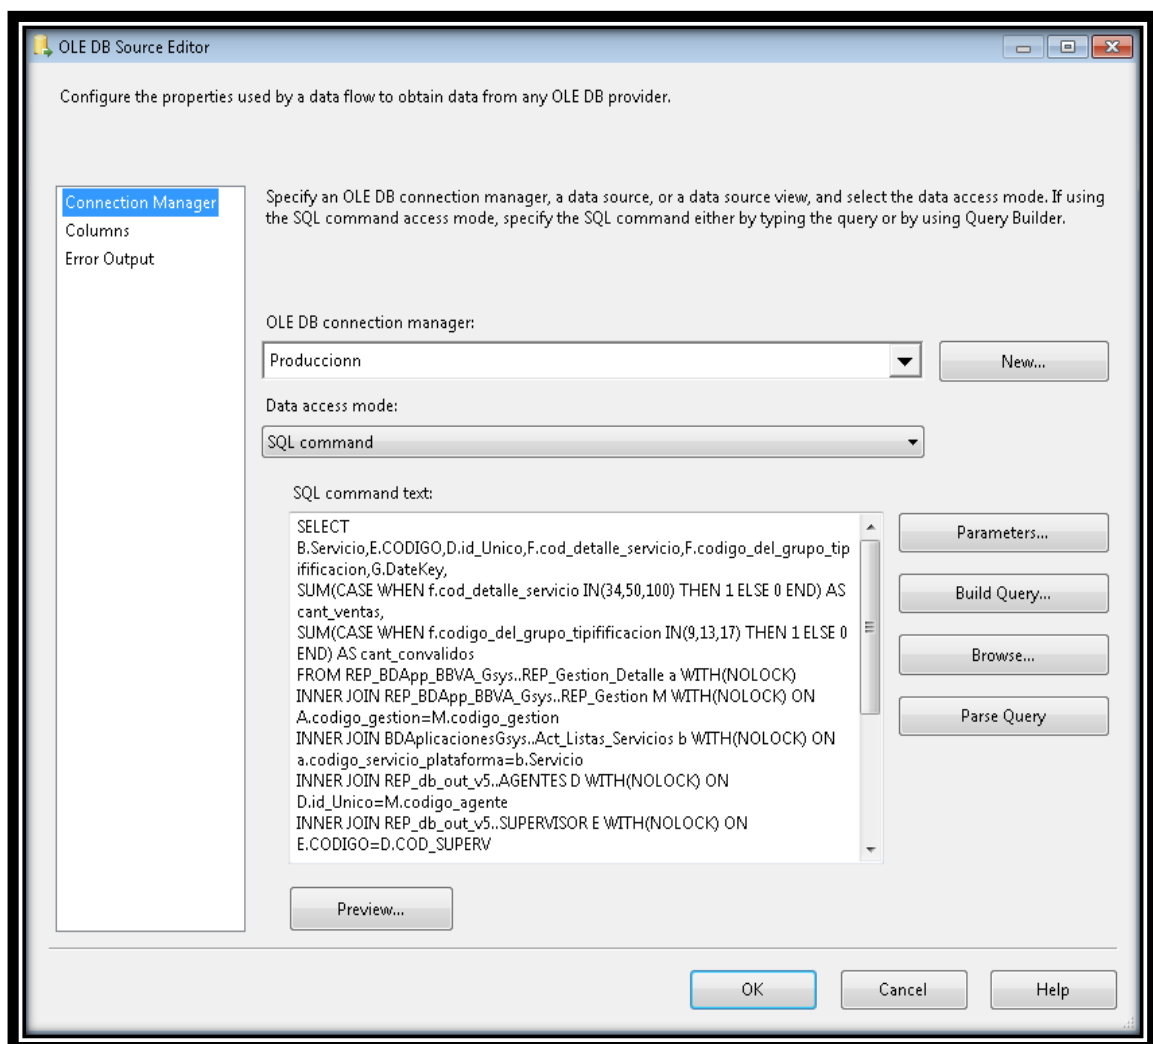 OLE DB Source Editor
Configure the properties used by a data flow to obtain data from any OLE DB provider.
Connection Manager
Columns
Error Output
Specify an OLE DB connection manager, a data source, or a data source view, and select the data access mode. If using
the SQL command access mode, specify the SQL command either by typing the query or by using Query Builder.
OLE DB connection manager:
Produccionn
New...
Data access mode:
SQL command
SQL command text:
SELECT
B.Servicio,E.CODIGO,D.id_Unico,F.cod_detalle_servicio,F.codigo_del_grupo_tip
ifificacion,G.DateKey,
SUM(CASE WHEN f.cod_detalle_servicio IN(34,50,100) THEN 1 ELSE 0 END) AS
cant_ventas,
SUM(CASE WHEN f.codigo_del_grupo_tipifificacion IN(9,13,17) THEN 1 ELSE 0
END) AS cant_convalidos
FROM REP_BDApp_BBVA_Gsys..REP_Gestion_Detalle a WITH(NOLOCK)
INNER JOIN REP_BDApp_BBVA_Gsys..REP_Gestion M WITH(NOLOCK) ON
A.codigo_gestion=M.codigo_gestion
INNER JOIN BDAplicacionesGsys..Act_Listas_Servicios b WITH(NOLOCK) ON
a.codigo_servicio_plataforma=b.Servicio
INNER JOIN REP_db_out_v5..AGENTES D WITH(NOLOCK) ON
D.id_Unico=M.codigo_agente
INNER JOIN REP_db_out_v5..SUPERVISOR E WITH(NOLOCK) ON
E.CODIGO=D.COD_SUPERV
Parameters...
Build Query...
Browse...
Parse Query
Preview...
OK
Cancel
Help